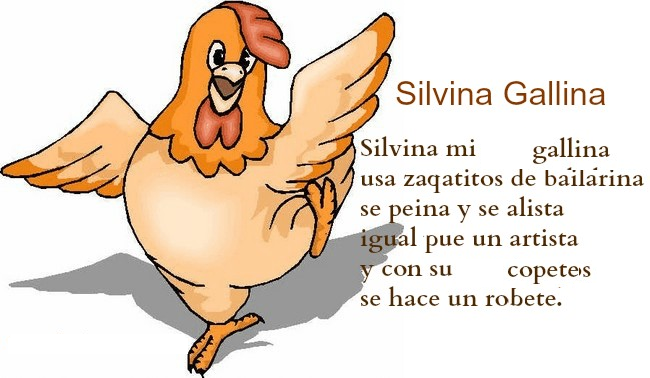 Silvina Gallina
Silvina mi gallina
usa zaqatitos de bailarina
se peina y se alista
igual pue un artista
y con su copetes
se hace un robete.